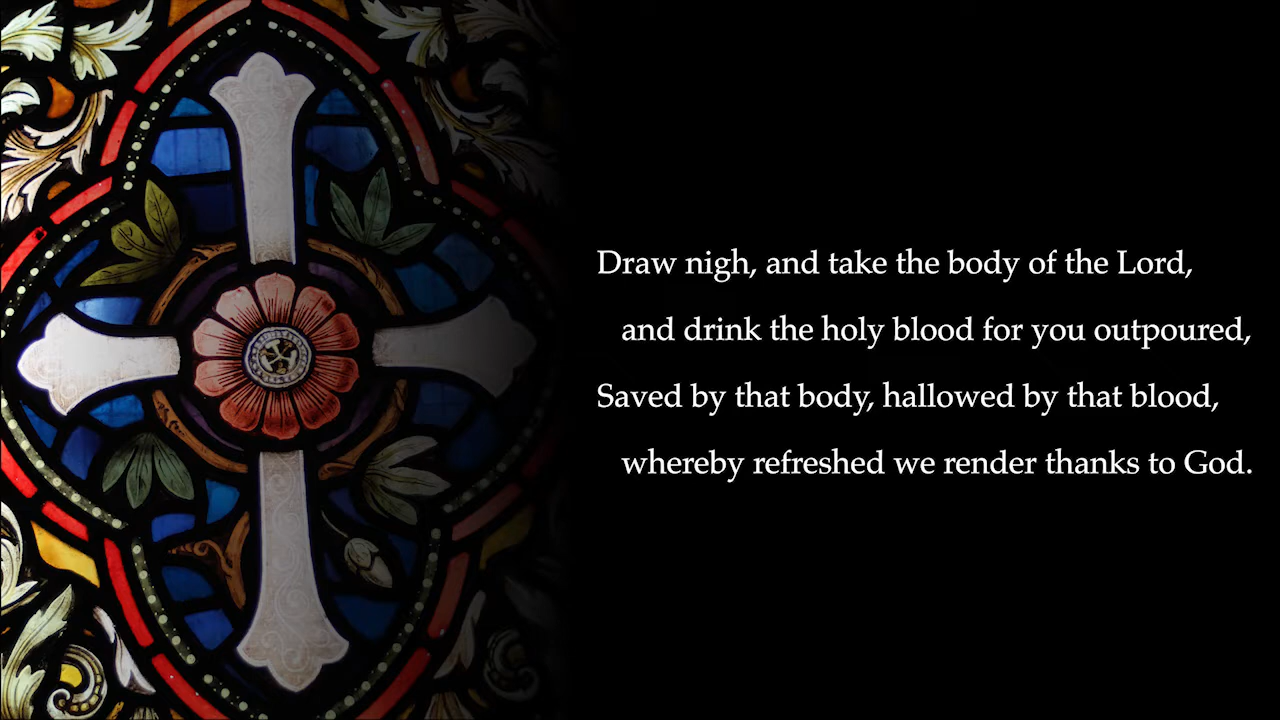 Draw nigh, and take the body of the Lord,
and drink the holy blood for you outpoured,
Saved by that body, hallowed by that blood,
whereby refreshed we render thanks to God.